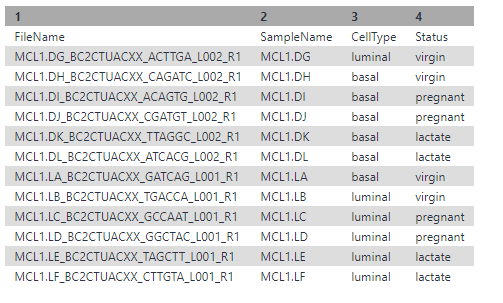 1 2 3 4
FileName SampleName CellType Status
MCL1.DG_BC2CTUACXX_ACTTGA_L002_R1 MCL1.DG luminal virgin
MCL1.DH_BC2CTUACXX_CAGATC_L002_R1 MCL1.DH basal virgin
MCL1.DI_BC2CTUACXX_ACAGTG_L002_R1 MCL1.DI basal pregnant
MCL1.DJ_BC2CTUACXX_CGATGT_L002_R1 MCL1.DJ basal pregnant
MCL1.DK_BC2CTUACXX_TTAGGC_L002_R1 MCL1.DK basal lactate
MCL1.DL_BC2CTUACXX_ATCACG_L002_R1 MCL1.DL basal lactate
MCL1.LA_BC2CTUACXX_GATCAG_L001_R1 MCL1.LA basal virgin
MCL1.LB_BC2CTUACXX_TGACCA_L001_R1 MCL1.LB luminal virgin
MCL1.LC_BC2CTUACXX_GCCAAT_L001_R1 MCL1.LC luminal pregnant
MCL1.LD_BC2CTUACXX_GGCTAC_L001_R1 MCL1.LD luminal pregnant
MCL1.LE_BC2CTUACXX_TAGCTT_L001_R1 MCL1.LE luminal lactate
MCL1.LF_BC2CTUACXX_CTTGTA_L001_R1 MCL1.LF luminal lactate